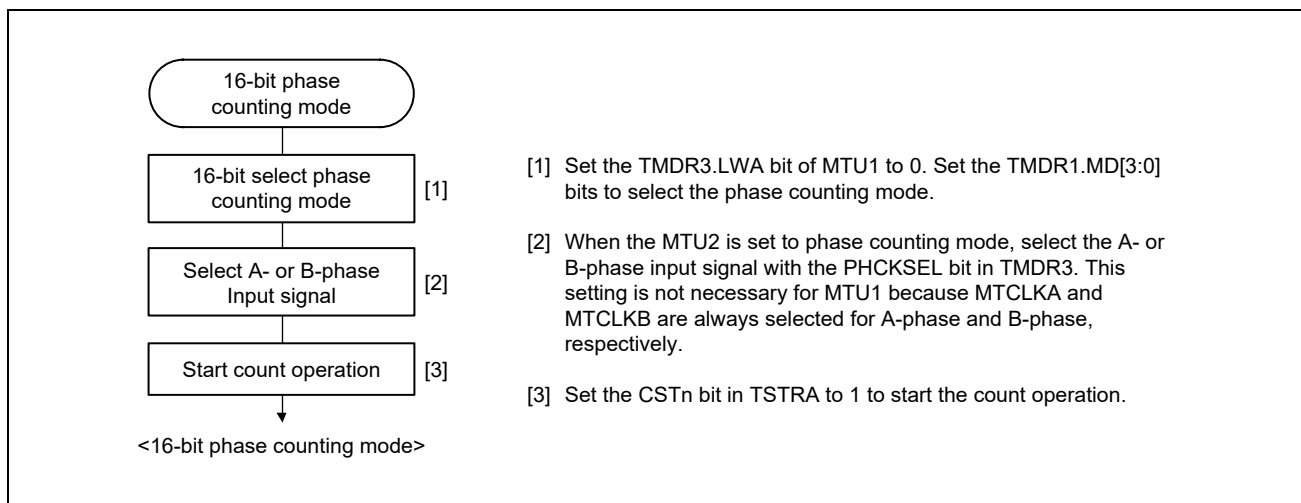 16-bit phase
counting mode
16-bit select phase
counting mode
[1]
Select A- or B-phase
Input signal
[2]
Start count operation
[3]
<16-bit phase counting mode>
[1] Set the TMDR3.LWA bit of MTU1 to 0. Set the TMDR1.MD[3:0]
bits to select the phase counting mode.
[2] When the MTU2 is set to phase counting mode, select the A- or
B-phase input signal with the PHCKSEL bit in TMDR3. This
setting is not necessary for MTU1 because MTCLKA and
MTCLKB are always selected for A-phase and B-phase,
respectively.
[3] Set the CSTn bit in TSTRA to 1 to start the count operation.